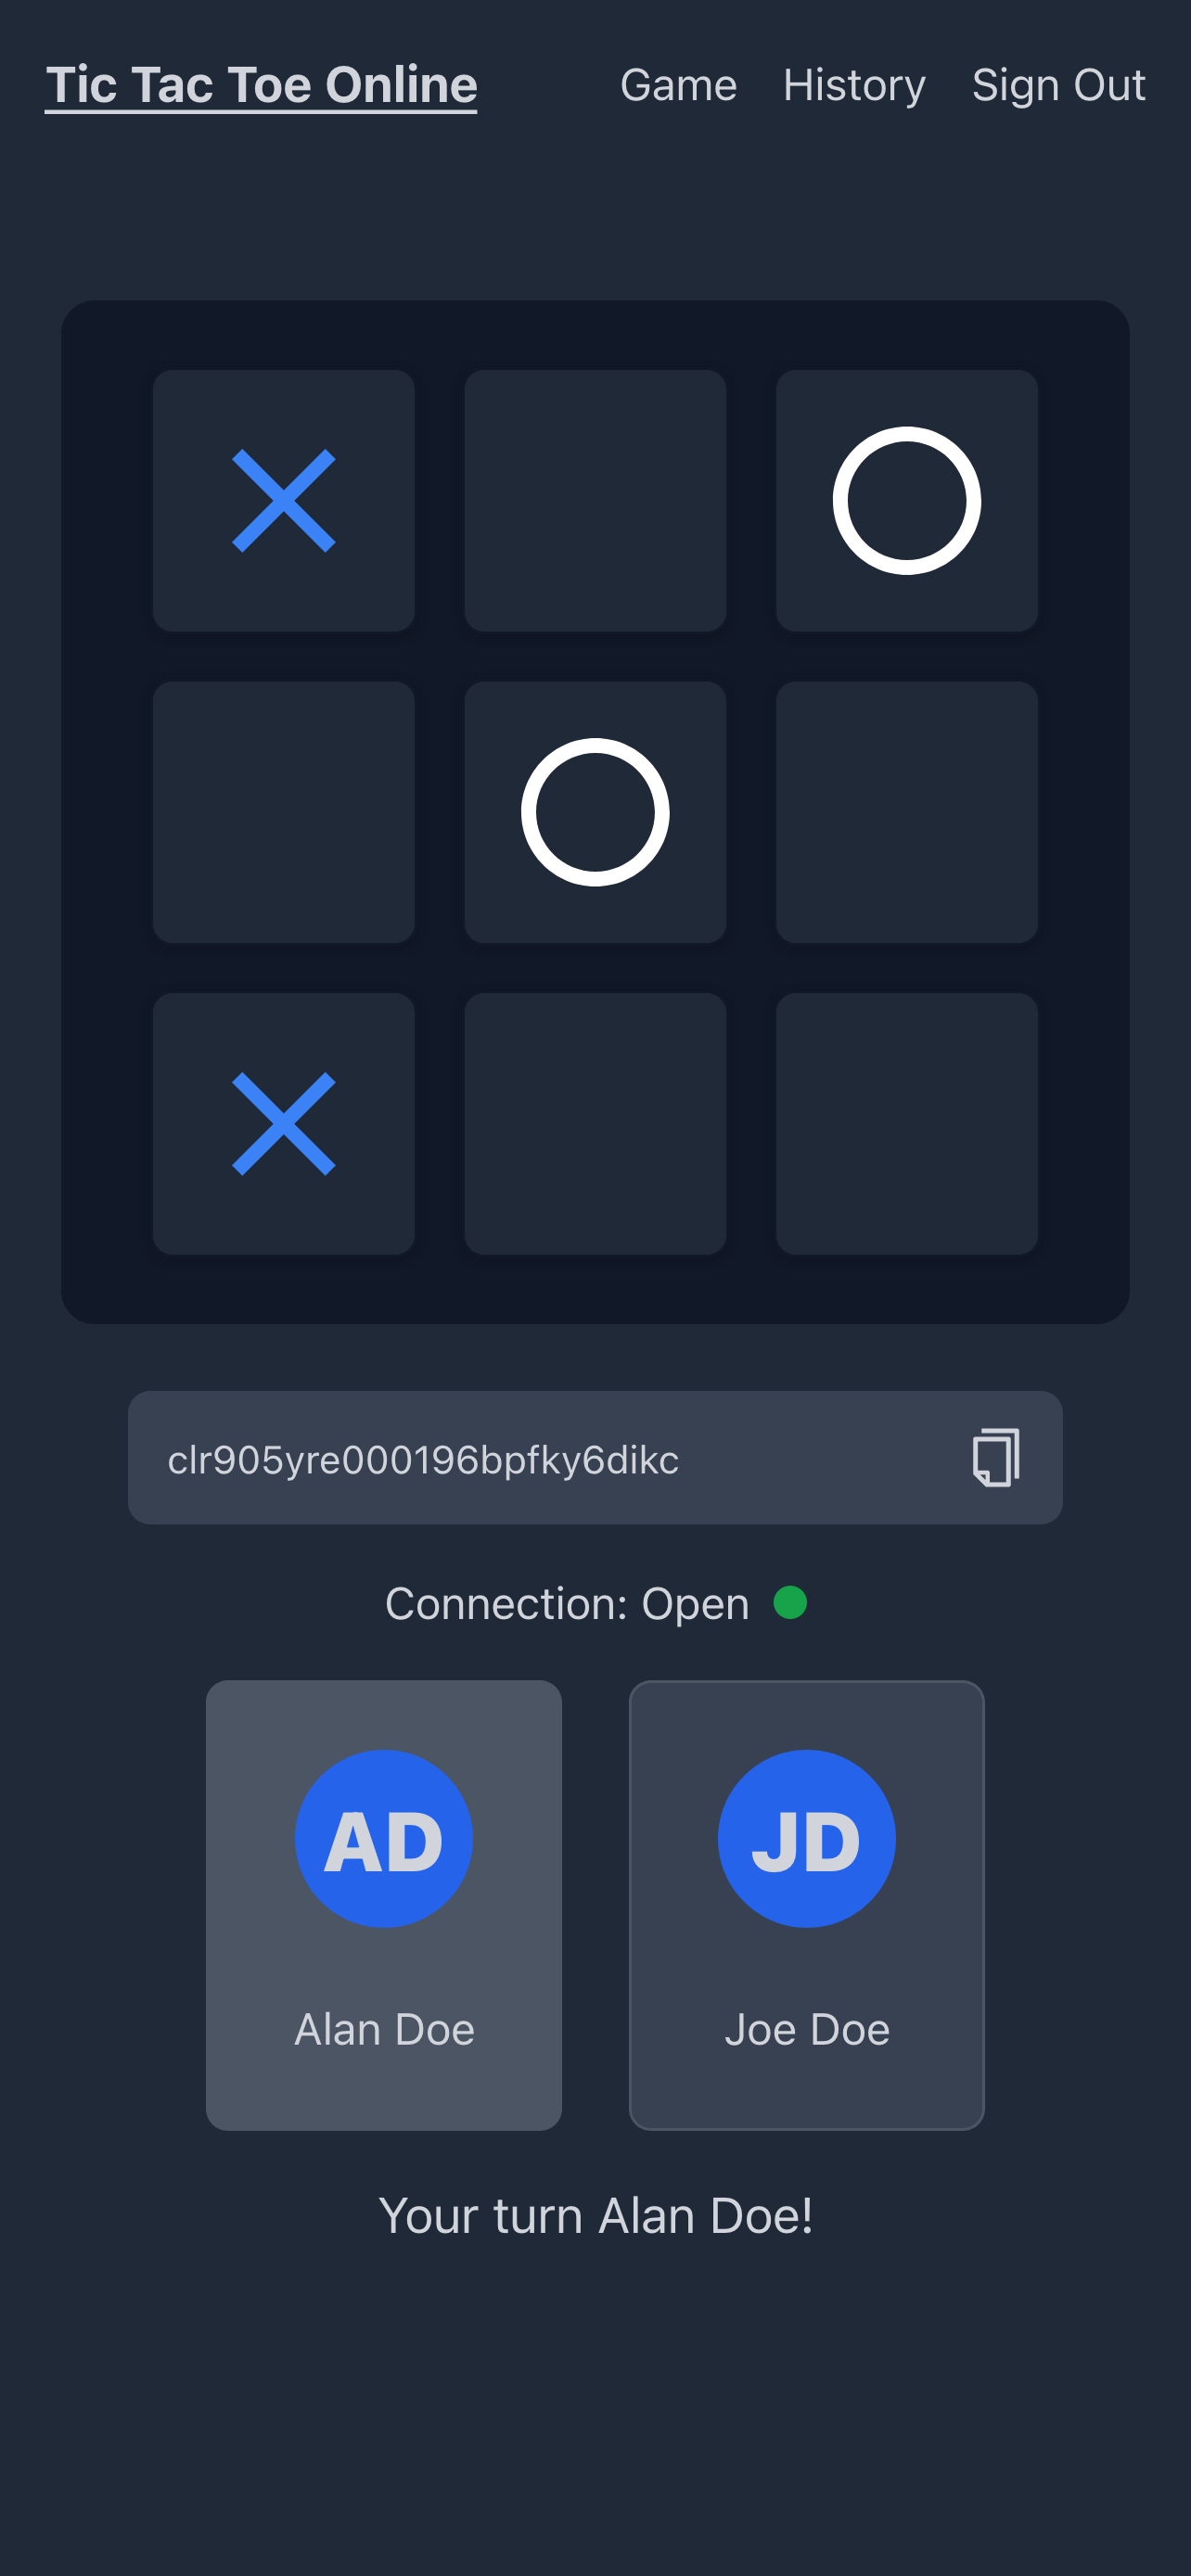 Tic Tac Toe Online Game History Sign Out
clr905yre000196bpfky6dikc
Connection: Open
AD JD
Alan Doe Joe Doe
Your turn Alan Doe!